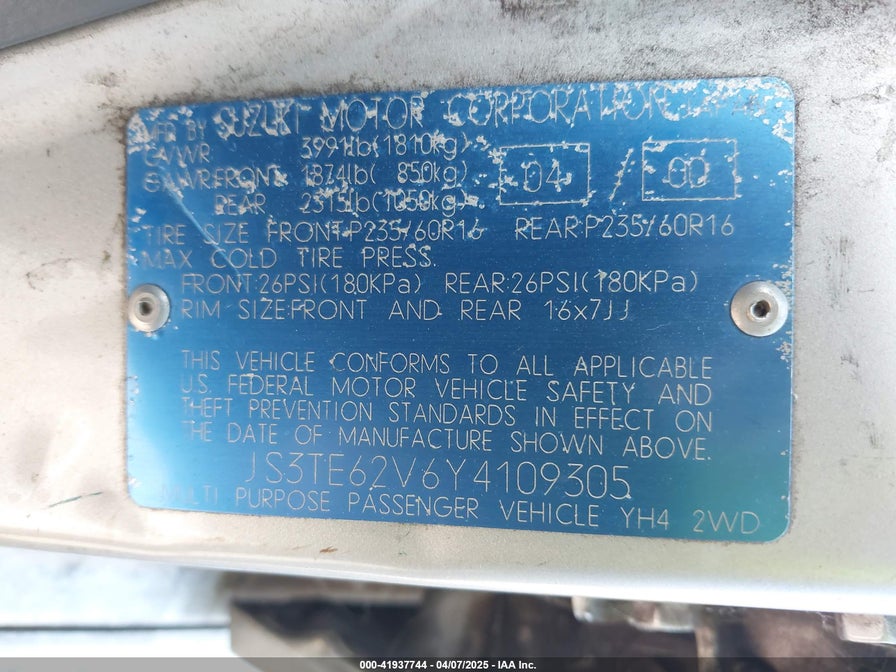 MFD BY SUZUKI MOTOR CORPORATION
GVWR 3991lb(1810kg) 04 / 00
GAWR:FRONT 1874lb( 850kg)
REAR 2315lb(1050kg)
TIRE SIZE FRONT:P235/60R16 REAR:P235/60R16
MAX COLD TIRE PRESS.
FRONT:26PSI(180KPa) REAR:26PSI(180KPa)
RIM SIZE:FRONT AND REAR 16x7JJ
THIS VEHICLE CONFORMS TO ALL APPLICABLE
U.S. FEDERAL MOTOR VEHICLE SAFETY AND
THEFT PREVENTION STANDARDS IN EFFECT ON
THE DATE OF MANUFACTURE SHOWN ABOVE.
JS3TE62V6Y4109305
MULTI PURPOSE PASSENGER VEHICLE YH4 2WD
000-41937744 - 04/07/2025 - IAA Inc.